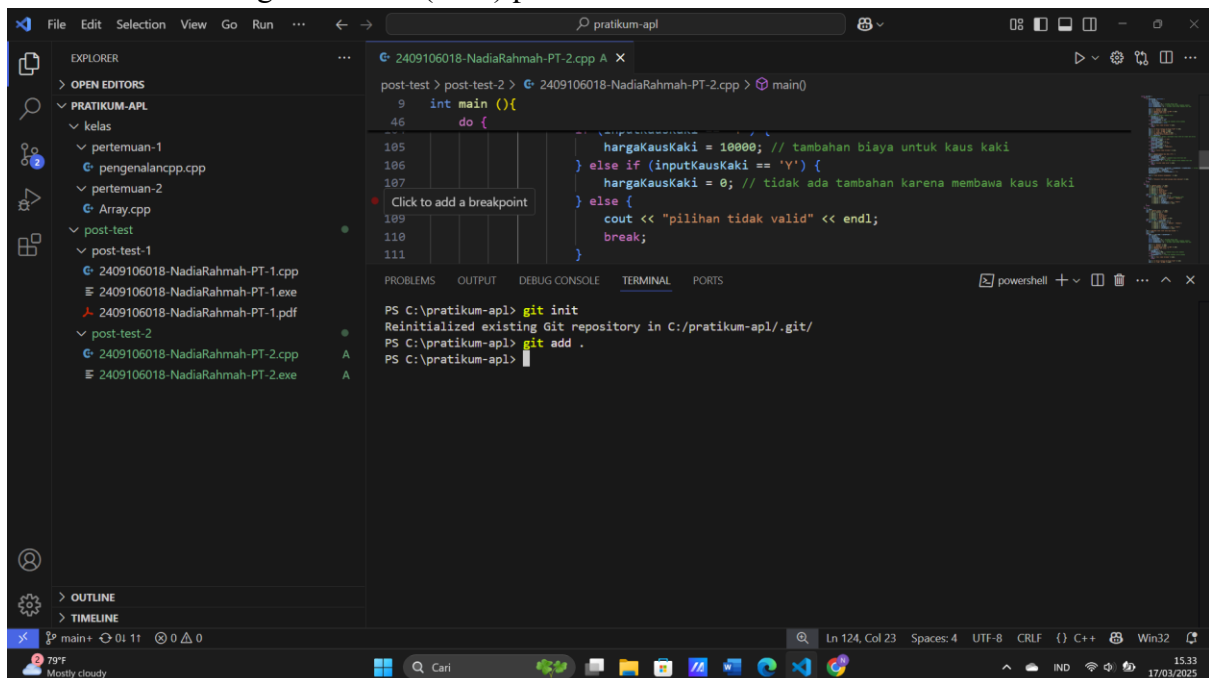 File Edit Selection View Go Run ... pratikum-apl
EXPLORER
OPEN EDITORS
PRATIKUM-APL
kelas
pertemuan-1
pengenalancpp.cpp
pertemuan-2
Array.cpp
post-test
post-test-1
2409106018-NadiaRahmah-PT-1.cpp
2409106018-NadiaRahmah-PT-1.exe
2409106018-NadiaRahmah-PT-1.pdf
post-test-2
2409106018-NadiaRahmah-PT-2.cpp A
2409106018-NadiaRahmah-PT-2.exe A
OUTLINE
TIMELINE
2409106018-NadiaRahmah-PT-2.cpp A
post-test > post-test-2 > 2409106018-NadiaRahmah-PT-2.cpp > main()
9 int main (){
46 do {
105 hargaKausKaki = 10000; // tambahan biaya untuk kaus kaki
106 } else if (inputKausKaki == 'Y') {
107 hargaKausKaki = 0; // tidak ada tambahan karena membawa kaus kaki
Click to add a breakpoint } else {
109 cout << "pilihan tidak valid" << endl;
110 break;
111 }
PROBLEMS OUTPUT DEBUG CONSOLE TERMINAL PORTS powershell
PS C:\pratikum-apl> git init
Reinitialized existing Git repository in C:/pratikum-apl/.git/
PS C:\pratikum-apl> git add .
PS C:\pratikum-apl>
2
main+ 0↓ 1↑ 0 0 Ln 124, Col 23 Spaces: 4 UTF-8 CRLF {} C++ Win32
2 79°F
Mostly cloudy
Cari
IND
15.33
17/03/2025